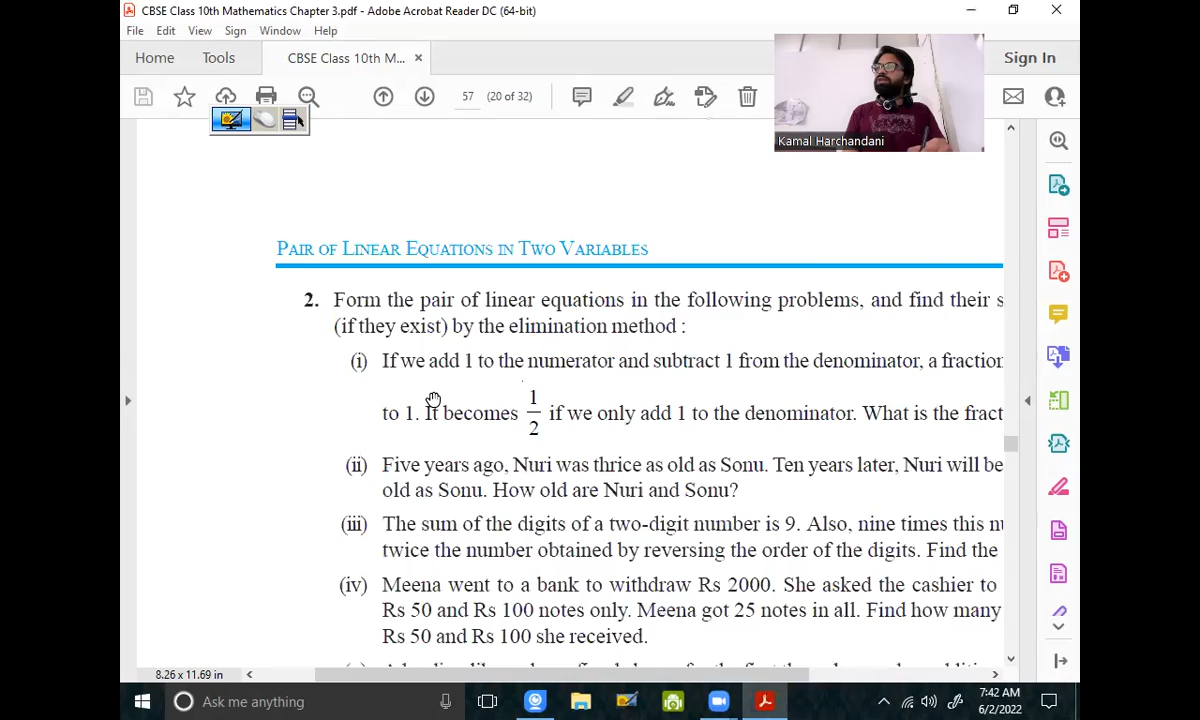 CBSE Class 10th Mathematics Chapter 3.pdf - Adobe Acrobat Reader DC (64-bit)
File Edit View Sign Window Help
Home Tools CBSE Class 10th M... × Sign In
57 (20 of 32)
Kamal Harchandani
PAIR OF LINEAR EQUATIONS IN TWO VARIABLES
2. Form the pair of linear equations in the following problems, and find their s
(if they exist) by the elimination method :
(i) If we add 1 to the numerator and subtract 1 from the denominator, a fraction
to 1. It becomes 1/2 if we only add 1 to the denominator. What is the fract
(ii) Five years ago, Nuri was thrice as old as Sonu. Ten years later, Nuri will be
old as Sonu. How old are Nuri and Sonu?
(iii) The sum of the digits of a two-digit number is 9. Also, nine times this nu
twice the number obtained by reversing the order of the digits. Find the
(iv) Meena went to a bank to withdraw Rs 2000. She asked the cashier to
Rs 50 and Rs 100 notes only. Meena got 25 notes in all. Find how many
Rs 50 and Rs 100 she received.
8.26 x 11.69 in
Ask me anything
7:42 AM
6/2/2022